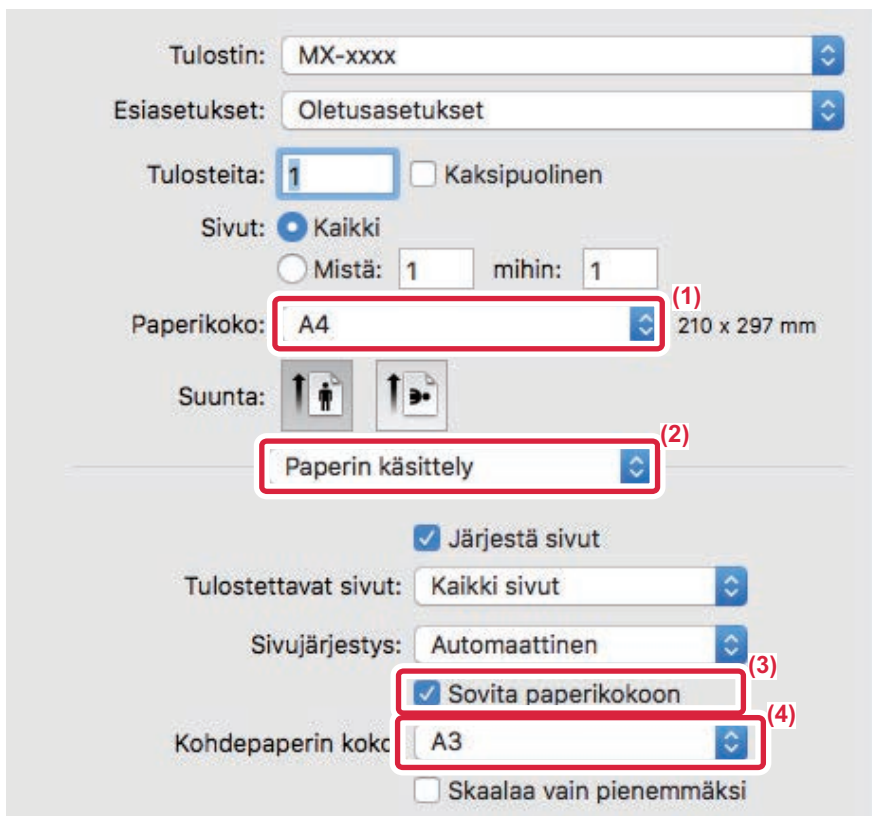 Tulostin: MX-xxxx
Esiasetukset: Oletusasetukset
Tulosteita: 1 Kaksipuolinen
Sivut: Kaikki
Mistä: 1 mihin: 1
(1)
Paperikoko: A4 210 x 297 mm
Suunta:
(2)
Paperin käsittely
Järjestä sivut
Tulostettavat sivut: Kaikki sivut
Sivujärjestys: Automaattinen
(3)
Sovita paperikokoon
(4)
Kohdepaperin koko A3
Skaalaa vain pienemmäksi